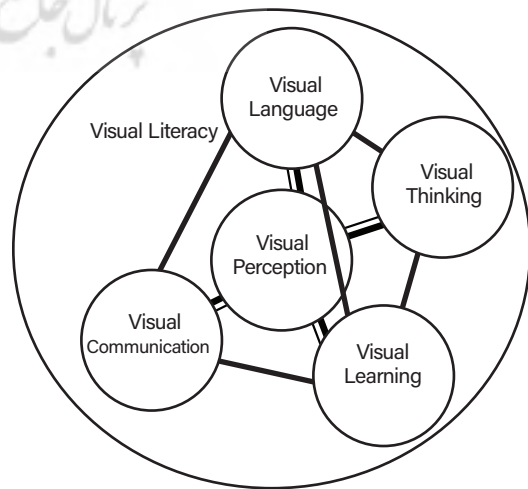 Visual
Language
Visual Literacy
Visual
Thinking
Visual
Perception
Visual
Communication
Visual
Learning